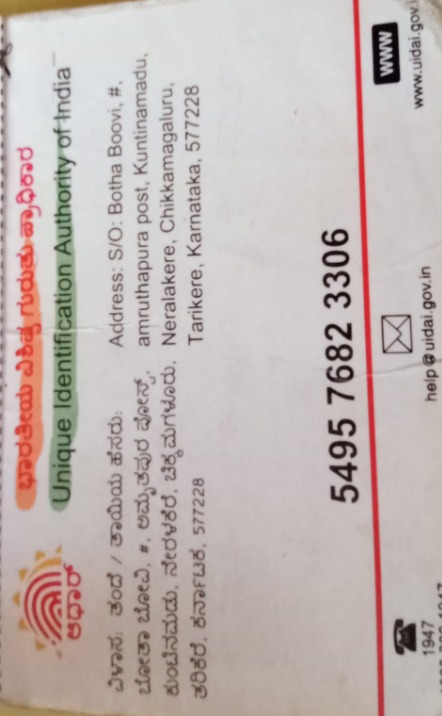 ಭಾರತೀಯ ವಿಶಿಷ್ಟ ಗುರುತು ಪ್ರಾಧಿಕಾರ
Unique Identification Authority of India
ಆಧಾರ್
ವಿಳಾಸ: ತಂದೆ / ತಾಯಿಯ ಹೆಸರು:
ಬೋತಾ ಬೋವಿ, #, ಅಮೃತಪುರ ಪೋಸ್ಟ್,
ಕುಂಟಿನಮಡು, ನೇರಳಕೆರೆ, ಚಿಕ್ಕಮಗಳೂರು,
ತರಿಕೆರೆ, ಕರ್ನಾಟಕ, 577228
Address: S/O: Botha Boovi, #,
amruthapura post, Kuntinamadu,
Neralakere, Chikkamagaluru,
Tarikere, Karnataka, 577228
5495 7682 3306
1947
help@uidai.gov.in
www
www.uidai.gov.i